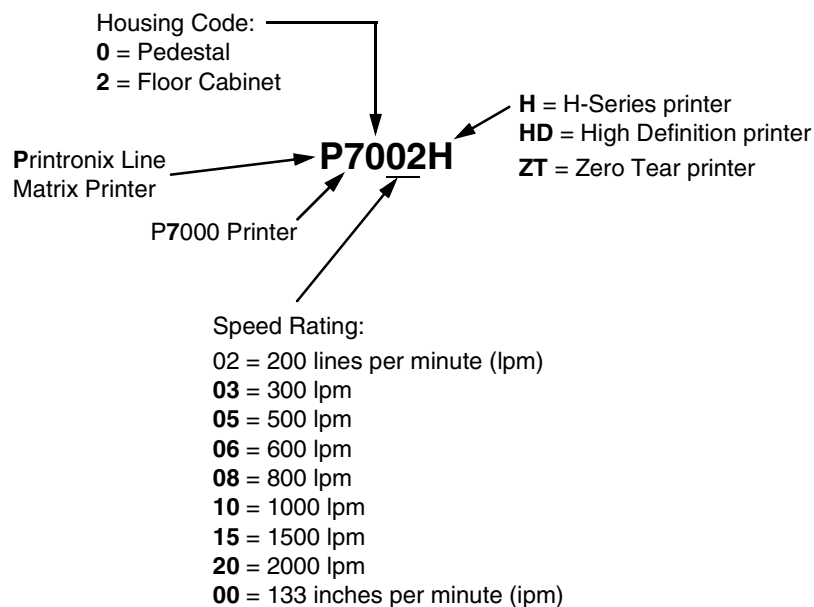 Housing Code:
0 = Pedestal
2 = Floor Cabinet
H = H-Series printer
HD = High Definition printer
ZT = Zero Tear printer
P7002H
Printronix Line
Matrix Printer
P7000 Printer
Speed Rating:
02 = 200 lines per minute (lpm)
03 = 300 lpm
05 = 500 lpm
06 = 600 lpm
08 = 800 lpm
10 = 1000 lpm
15 = 1500 lpm
20 = 2000 lpm
00 = 133 inches per minute (ipm)